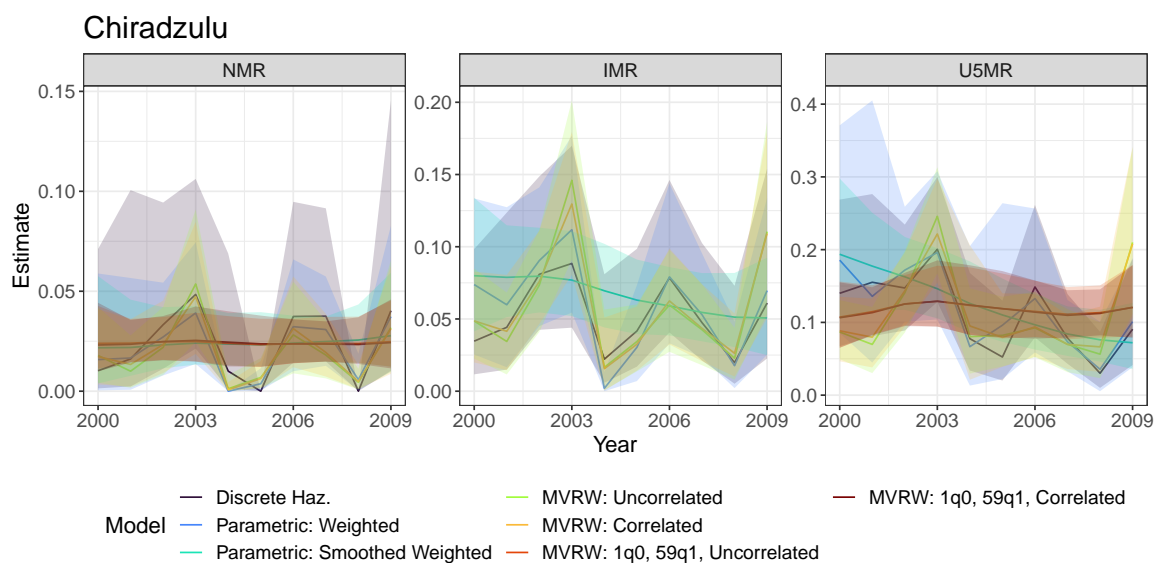 Chiradzulu
NMR
IMR
U5MR
0.15
0.10
0.05
0.00
0.20
0.15
0.10
0.05
0.00
0.4
0.3
0.2
0.1
0.0
2000 2003 2006 2009
2000 2003 2006 2009
2000 2003 2006 2009
Estimate
Year
Model
Discrete Haz.
Parametric: Weighted
Parametric: Smoothed Weighted
MVRW: Uncorrelated
MVRW: Correlated
MVRW: 1q0, 59q1, Uncorrelated
MVRW: 1q0, 59q1, Correlated